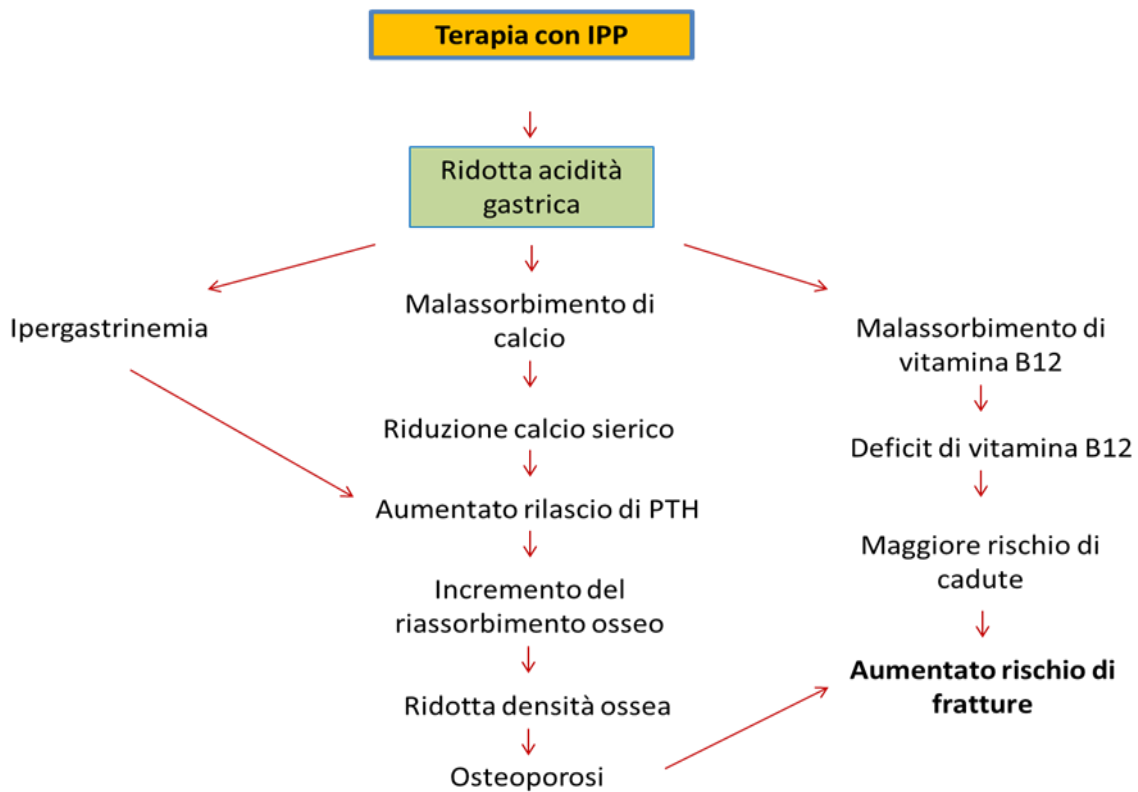 Terapia con IPP
Ridotta acidità
gastrica
Ipergastrinemia
Malassorbimento di
calcio
Riduzione calcio sierico
Aumentato rilascio di PTH
Incremento del
riassorbimento osseo
Ridotta densità ossea
Osteoporosi
Malassorbimento di
vitamina B12
Deficit di vitamina B12
Maggiore rischio di
cadute
Aumentato rischio di
fratture